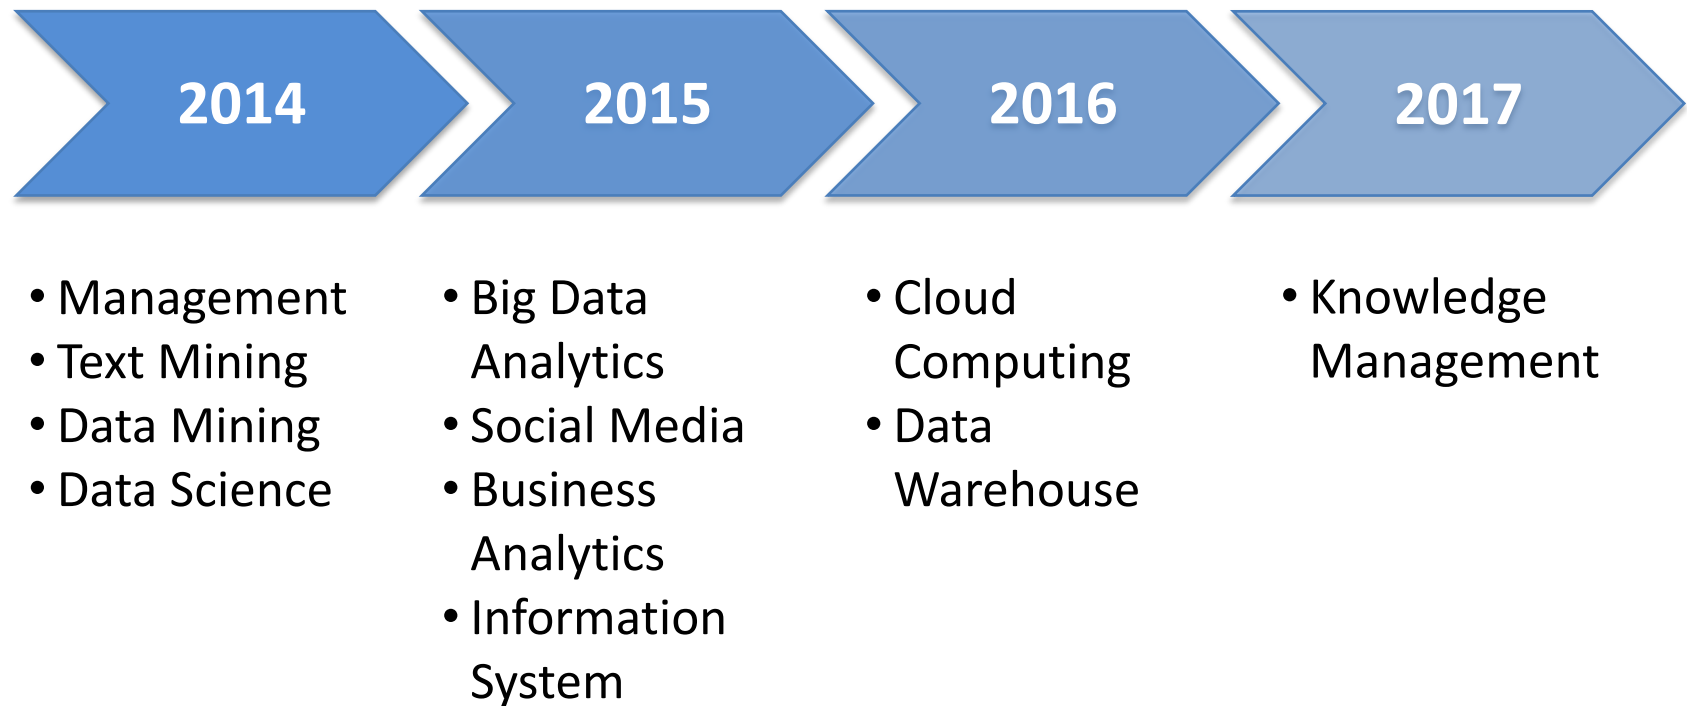 2014
2015
2016
2017
• Management
• Text Mining
• Data Mining
• Data Science
• Big Data
Analytics
• Social Media
• Business
Analytics
• Information
System
• Cloud
Computing
• Data
Warehouse
• Knowledge
Management